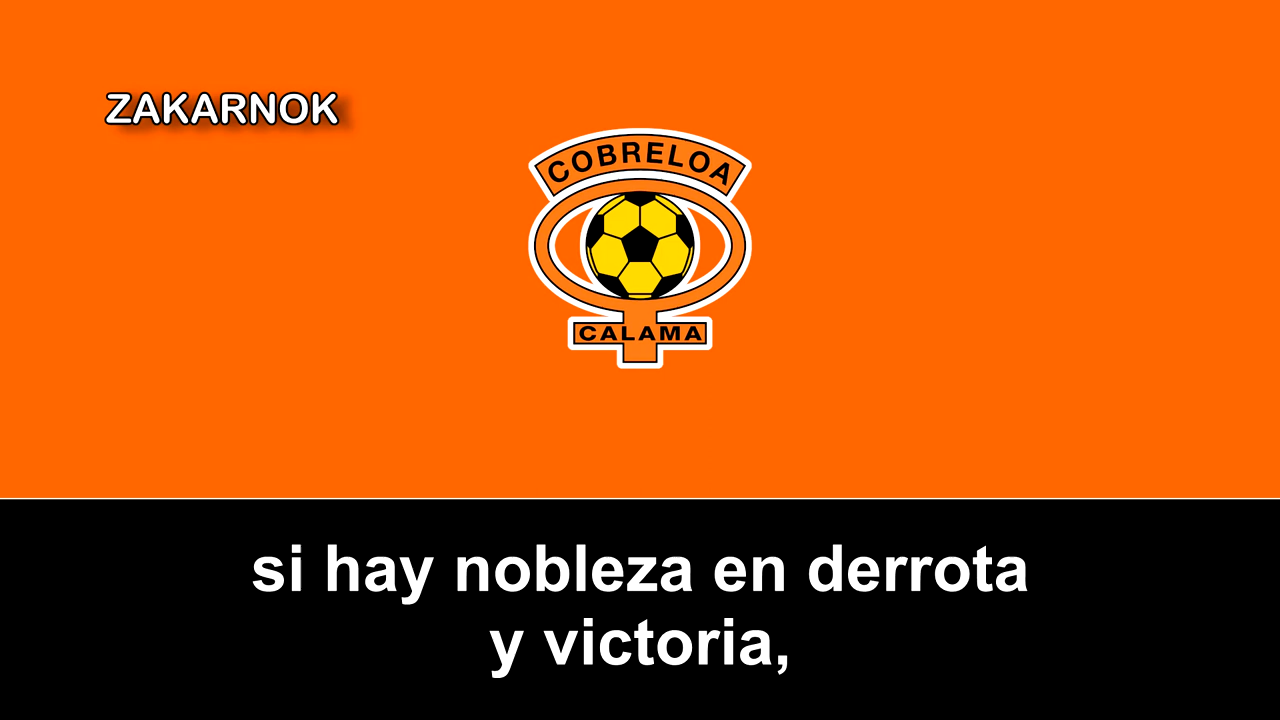 ZAKARNOK
COBRELOA
CALAMA
si hay nobleza en derrota
y victoria,